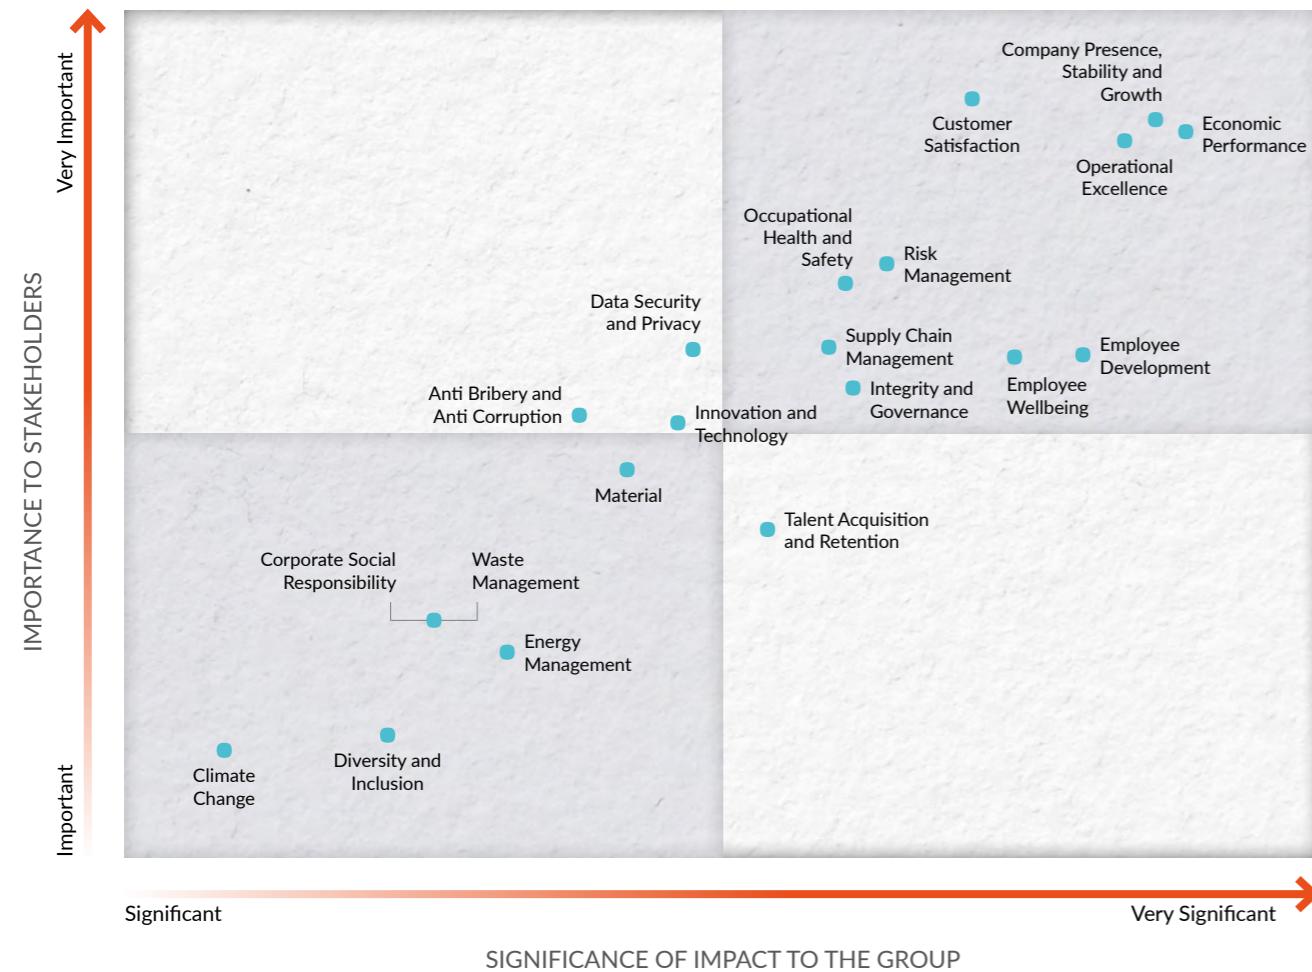 Very Important
IMPORTANCE TO STAKEHOLDERS
Important
Company Presence,
Stability and
Growth
Customer
Satisfaction
Economic
Performance
Operational
Excellence
Occupational
Health and
Safety
Risk
Management
Data Security
and Privacy
Supply Chain
Management
Employee
Development
Employee
Wellbeing
Integrity and
Governance
Anti Bribery and
Anti Corruption
Innovation and
Technology
Material
Talent Acquisition
and Retention
Corporate Social
Responsibility
Waste
Management
Energy
Management
Diversity and
Inclusion
Climate
Change
Significant
Very Significant
SIGNIFICANCE OF IMPACT TO THE GROUP